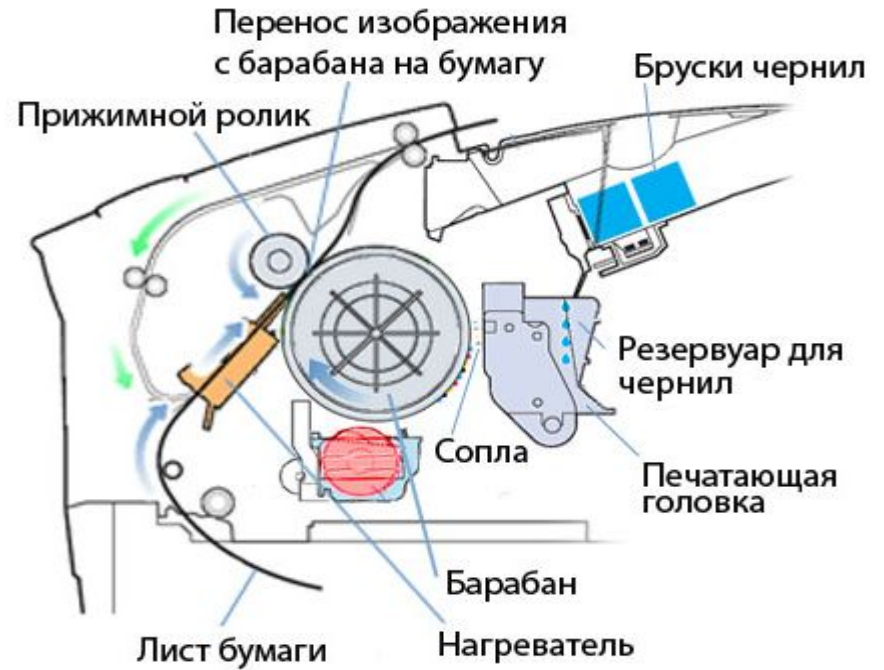 Перенос изображения
с барабана на бумагу
Бруски чернил
Прижимной ролик
Резервуар для
чернил
Сопла
Печатающая
головка
Барабан
Лист бумаги
Нагреватель